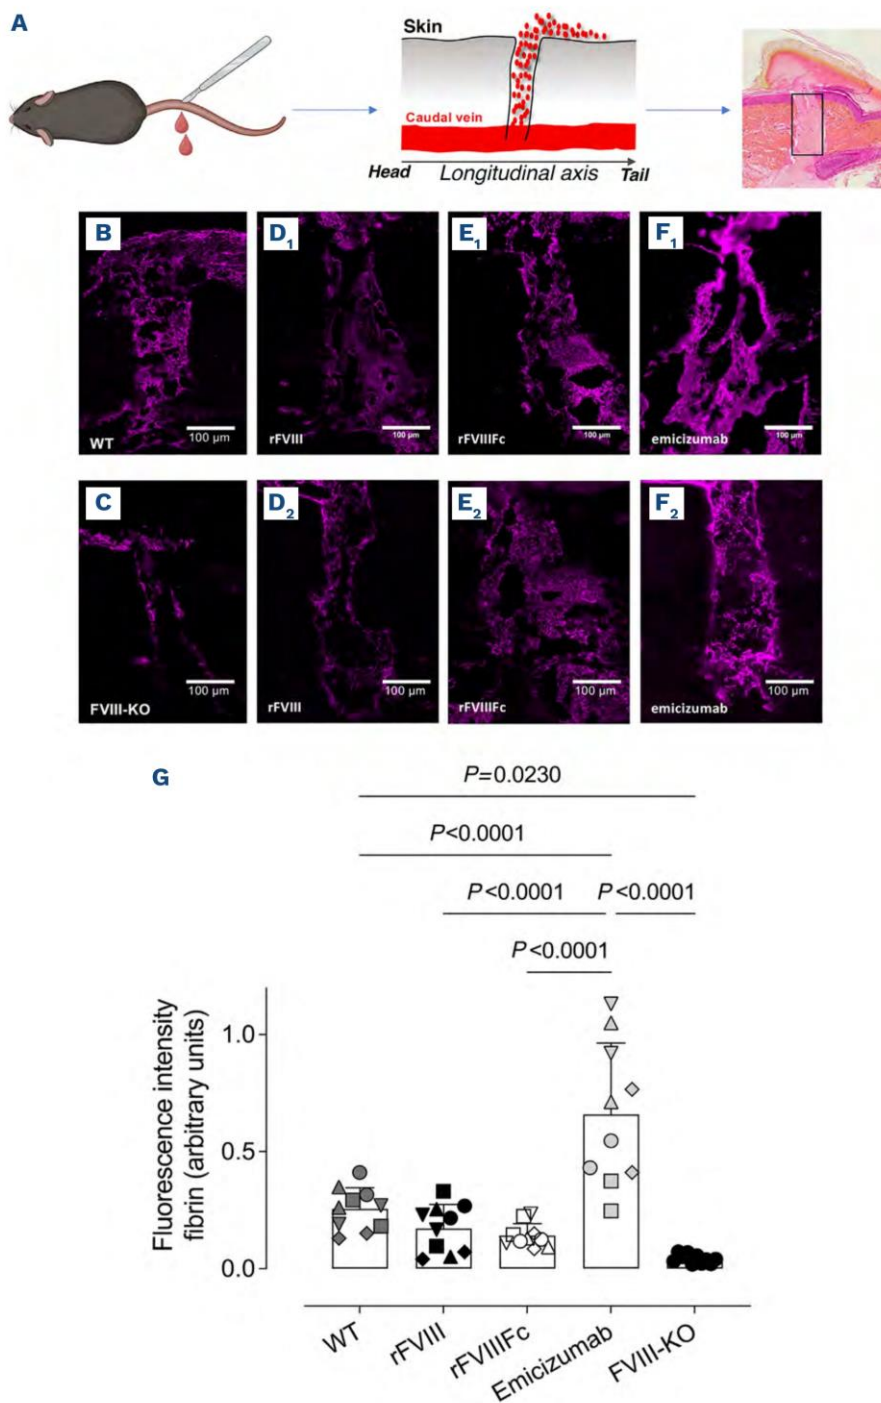 A
Skin
Caudal vein
Head Longitudinal axis Tail
B D₁ E₁ F₁
100 µm 100 µm 100 µm 100 µm
WT rFVIII rFVIIIFc emicizumab
C D₂ E₂ F₂
100 µm 100 µm 100 µm 100 µm
FVIII-KO rFVIII rFVIIIFc emicizumab
G
P=0.0230
P<0.0001
P<0.0001 P<0.0001
P<0.0001
Fluorescence intensity
fibrin (arbitrary units)
1.0
0.5
0.0
WT rFVIII rFVIIIFc Emicizumab FVIII-KO